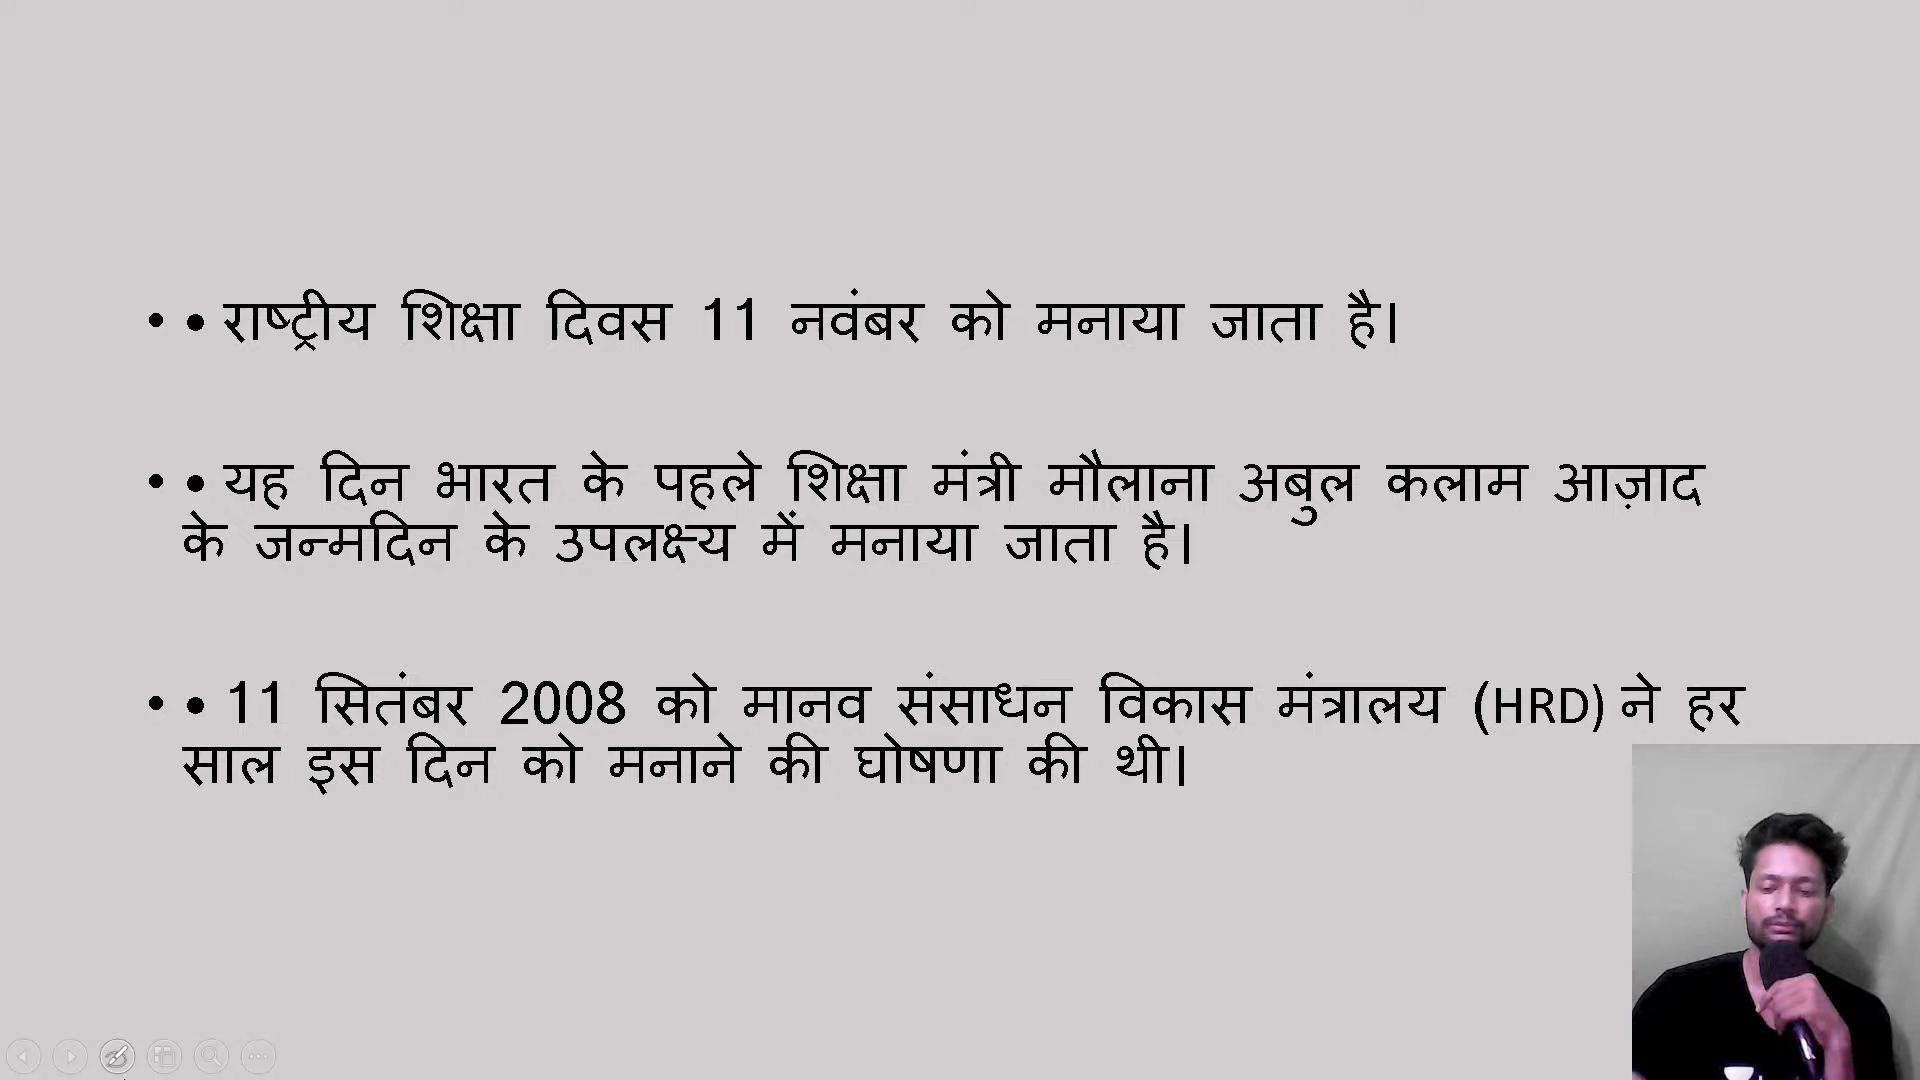 • • राष्ट्रीय शिक्षा दिवस 11 नवंबर को मनाया जाता है।
• • यह दिन भारत के पहले शिक्षा मंत्री मौलाना अबुल कलाम आज़ाद
के जन्मदिन के उपलक्ष्य में मनाया जाता है।
• • 11 सितंबर 2008 को मानव संसाधन विकास मंत्रालय (HRD) ने हर
साल इस दिन को मनाने की घोषणा की थी।